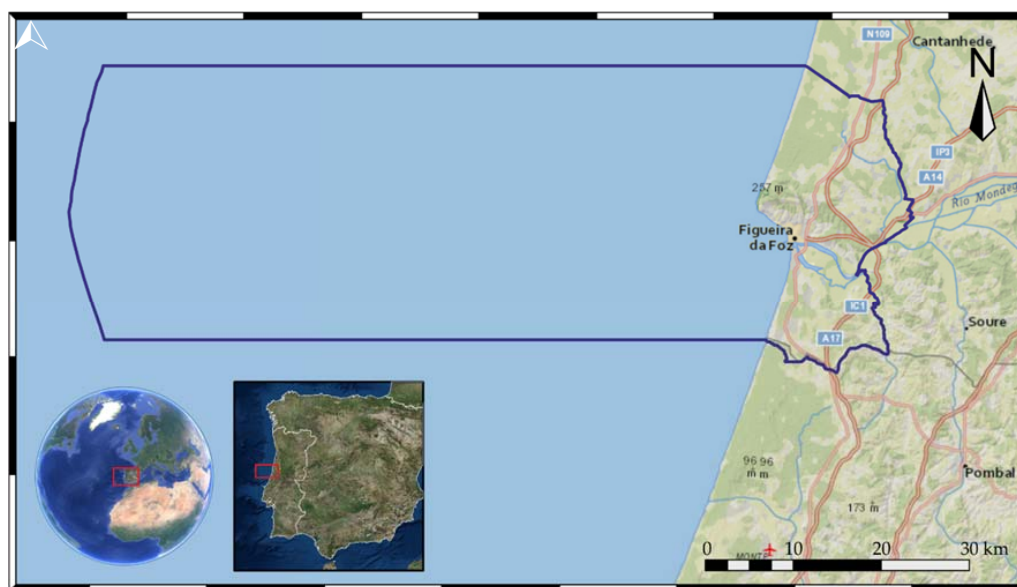 N109
Cantanhede
N
IP3
A14
257 m
Rio Mondeg
Figueira
da Foz
IC1
Soure
A17
96 96
m m
Pombal
173 m
0 10 20 30 km